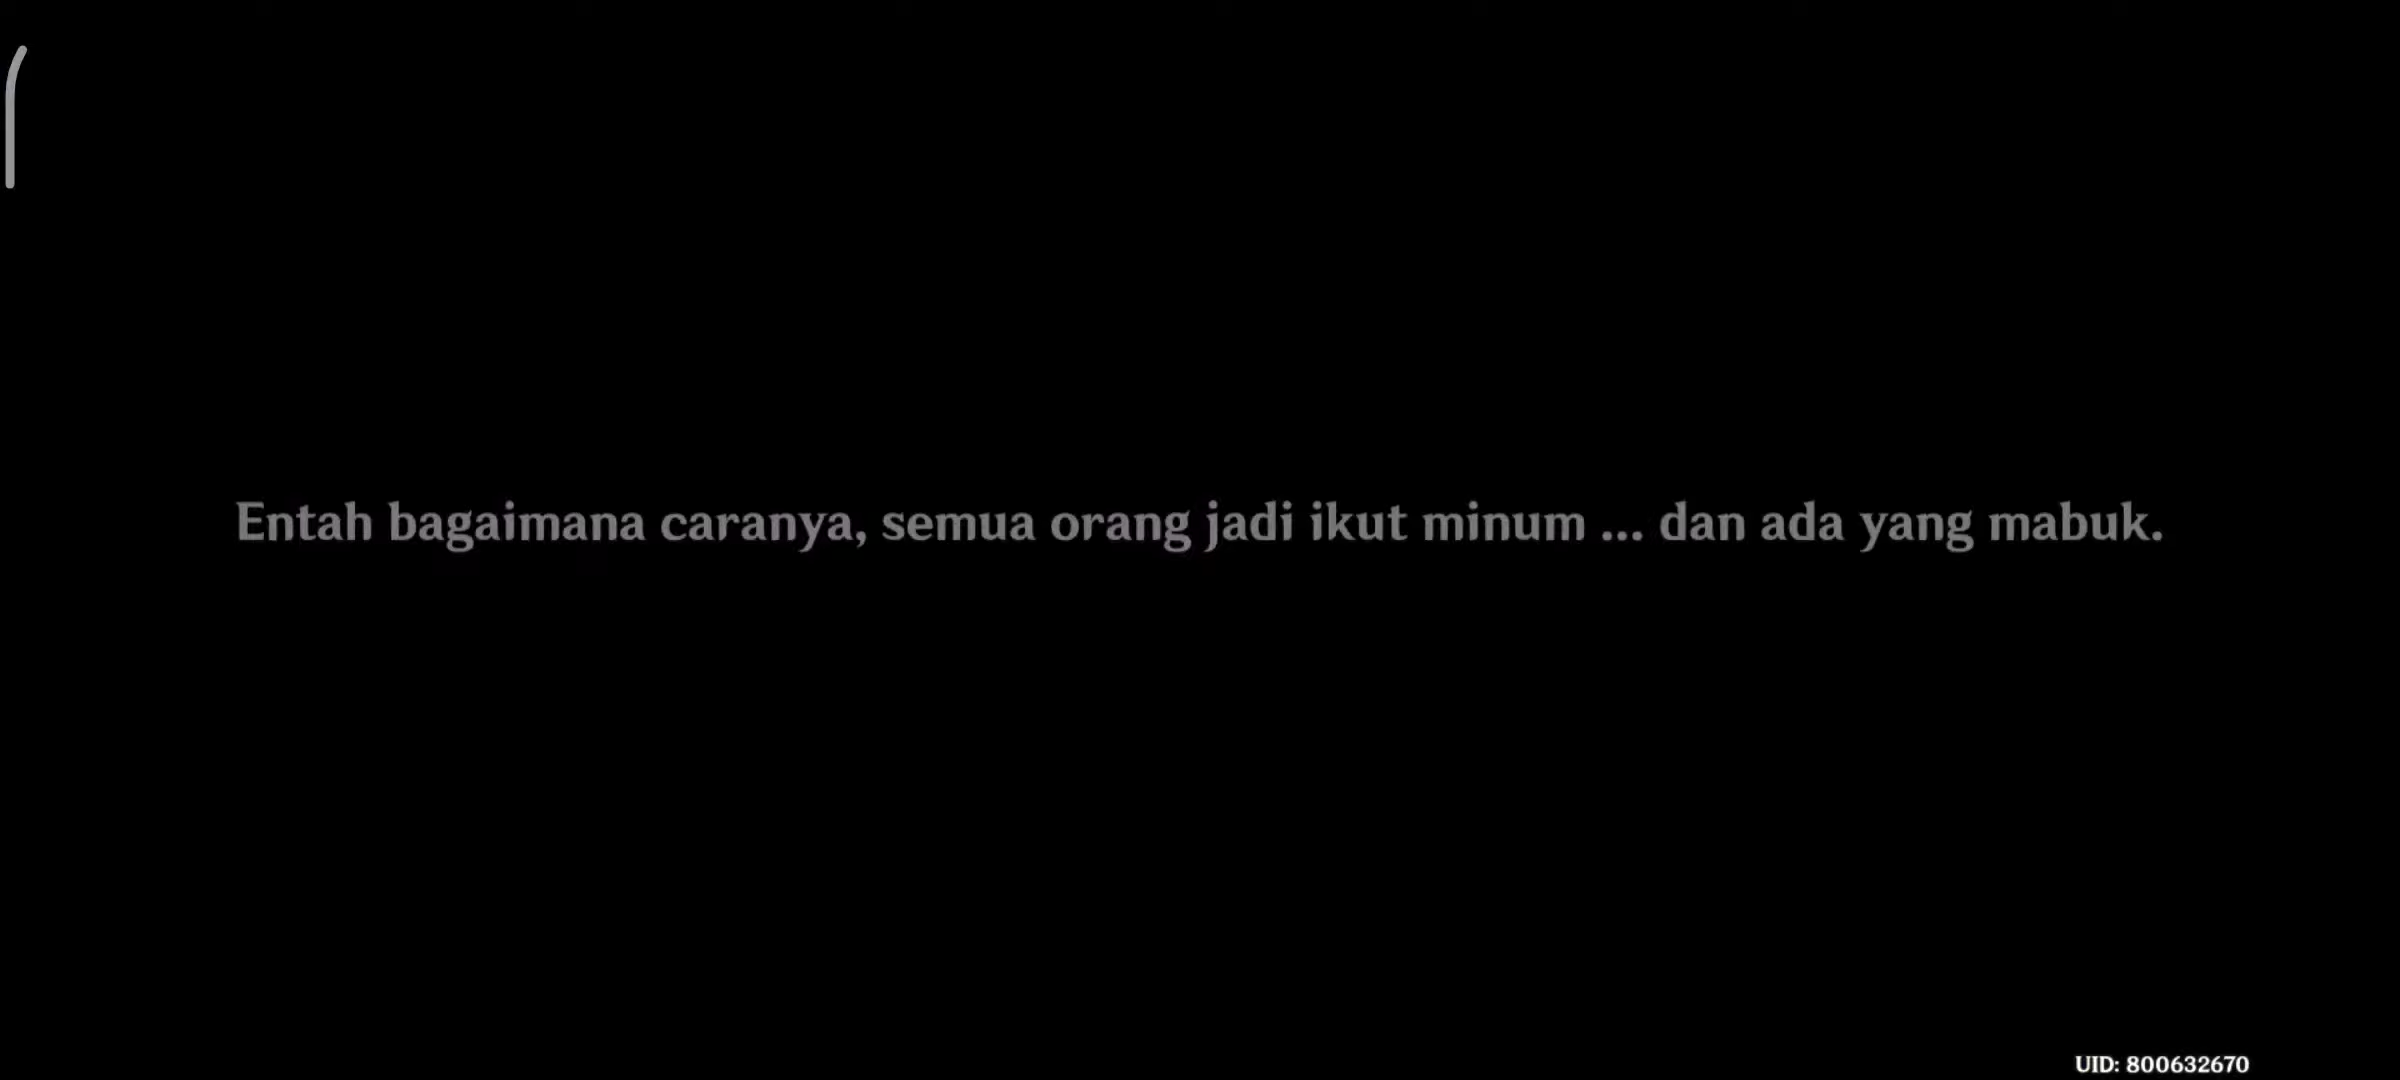 Entah bagaimana caranya, semua orang jadi ikut minum ... dan ada yang mabuk.
UID: 800632670